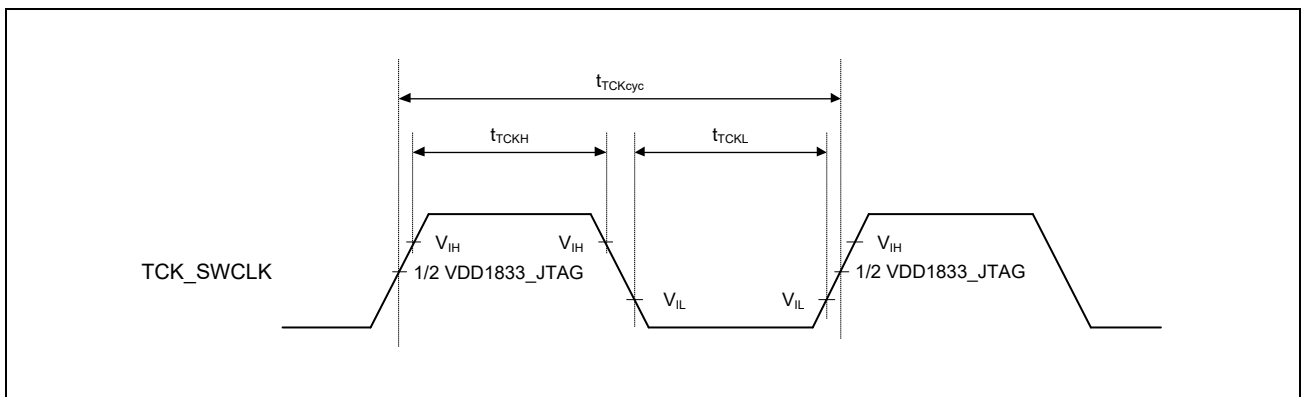 tTCKcyc
tTCKH tTCKL
VIH VIH VIH
TCK_SWCLK 1/2 VDD1833_JTAG 1/2 VDD1833_JTAG
VIL VIL